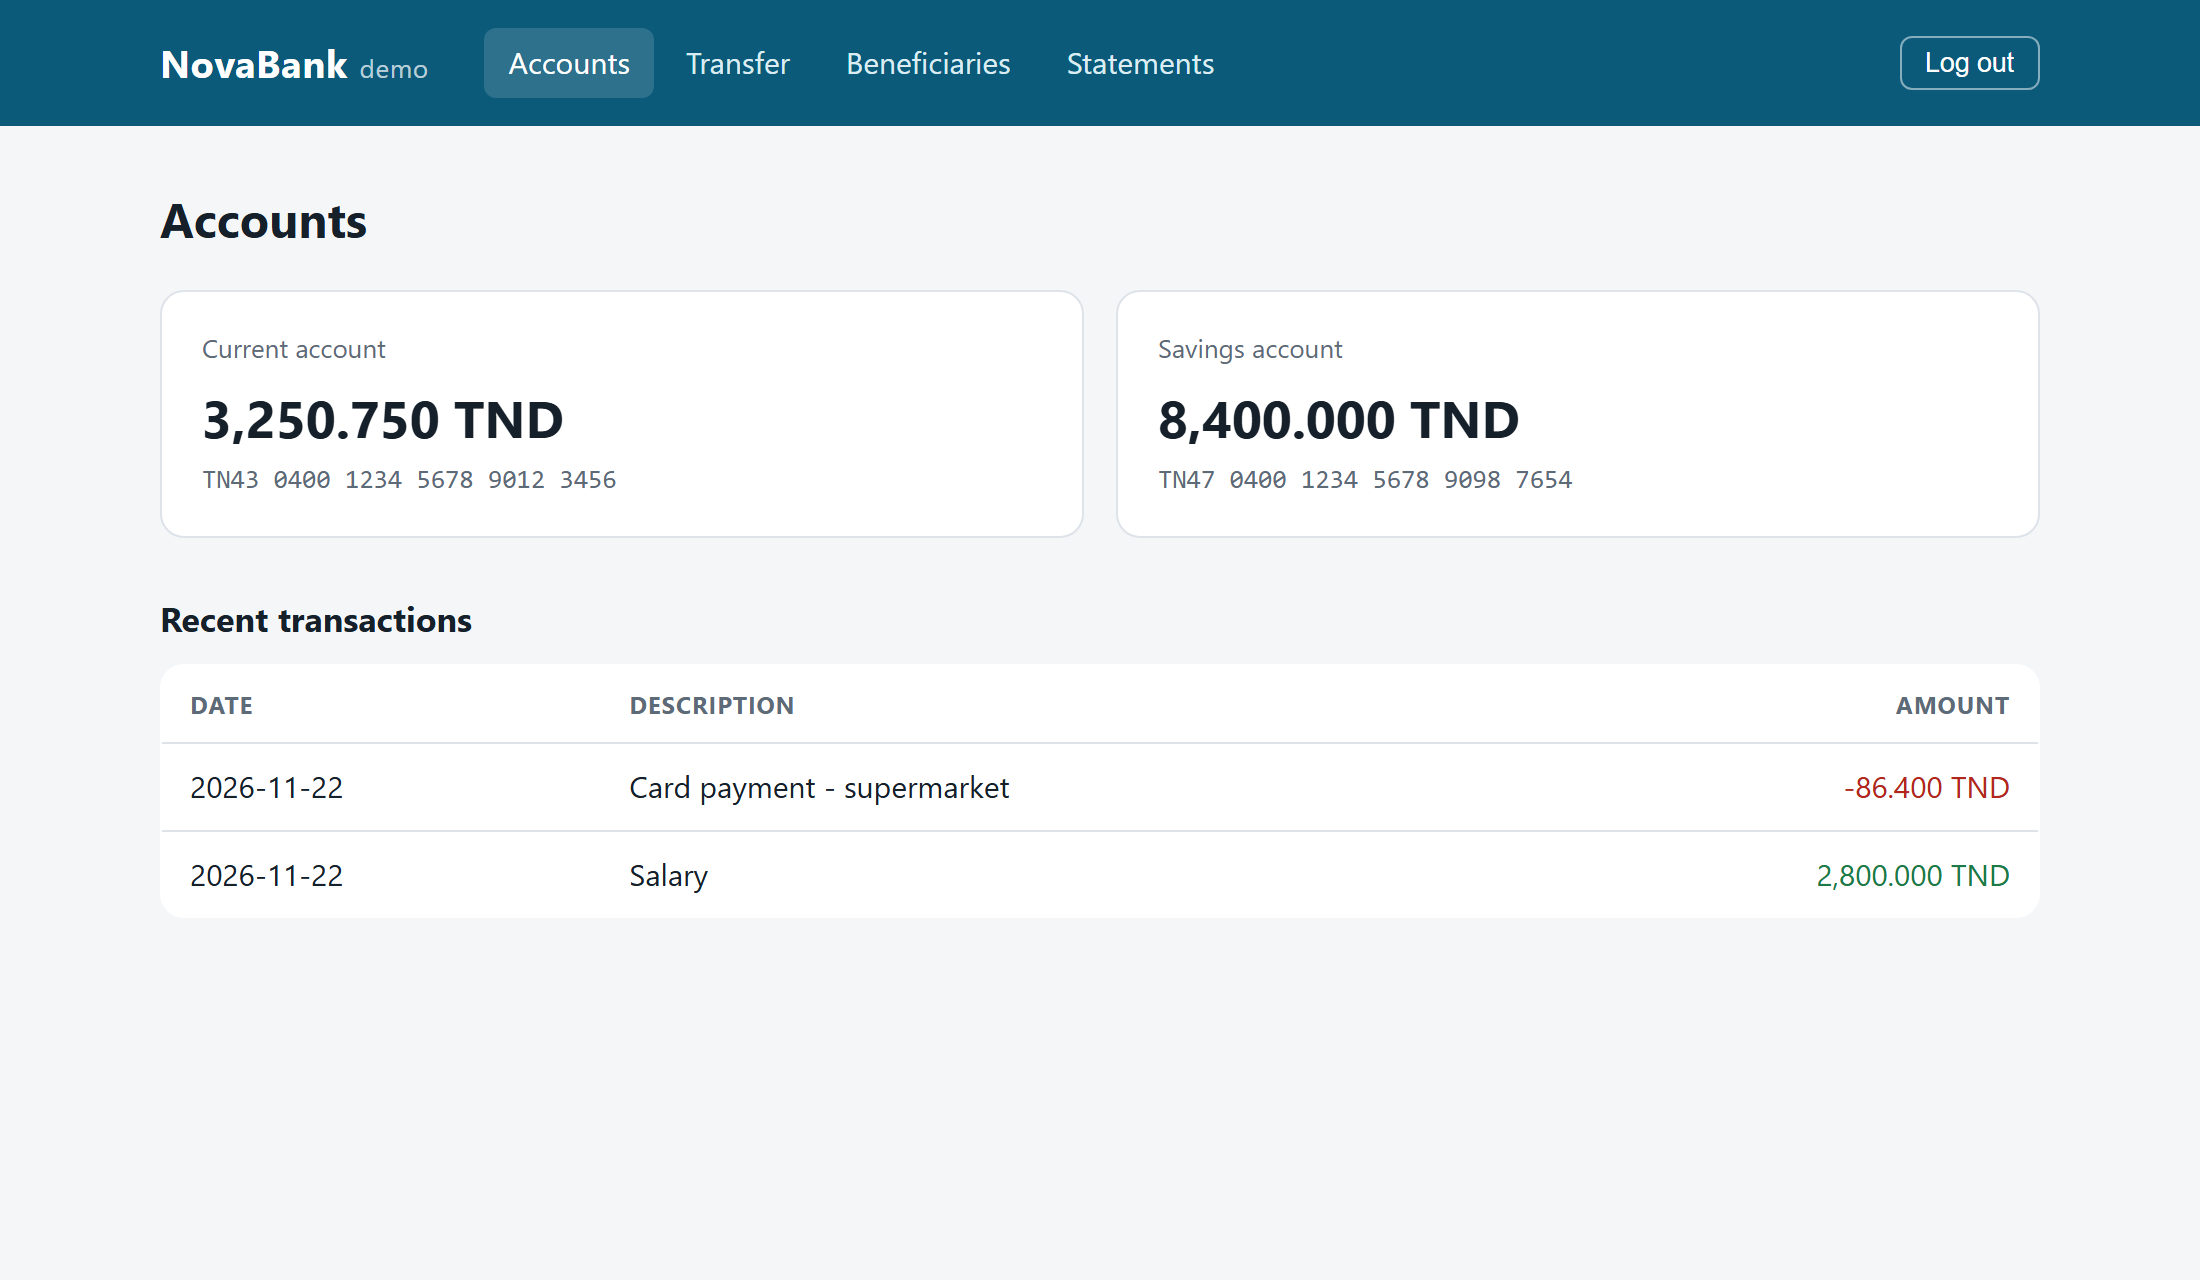 NovaBank demo Accounts Transfer Beneficiaries Statements Log out
Accounts
Current account
3,250.750 TND
TN43 0400 1234 5678 9012 3456
Savings account
8,400.000 TND
TN47 0400 1234 5678 9098 7654
Recent transactions
DATE DESCRIPTION AMOUNT
2026-11-22 Card payment - supermarket -86.400 TND
2026-11-22 Salary 2,800.000 TND